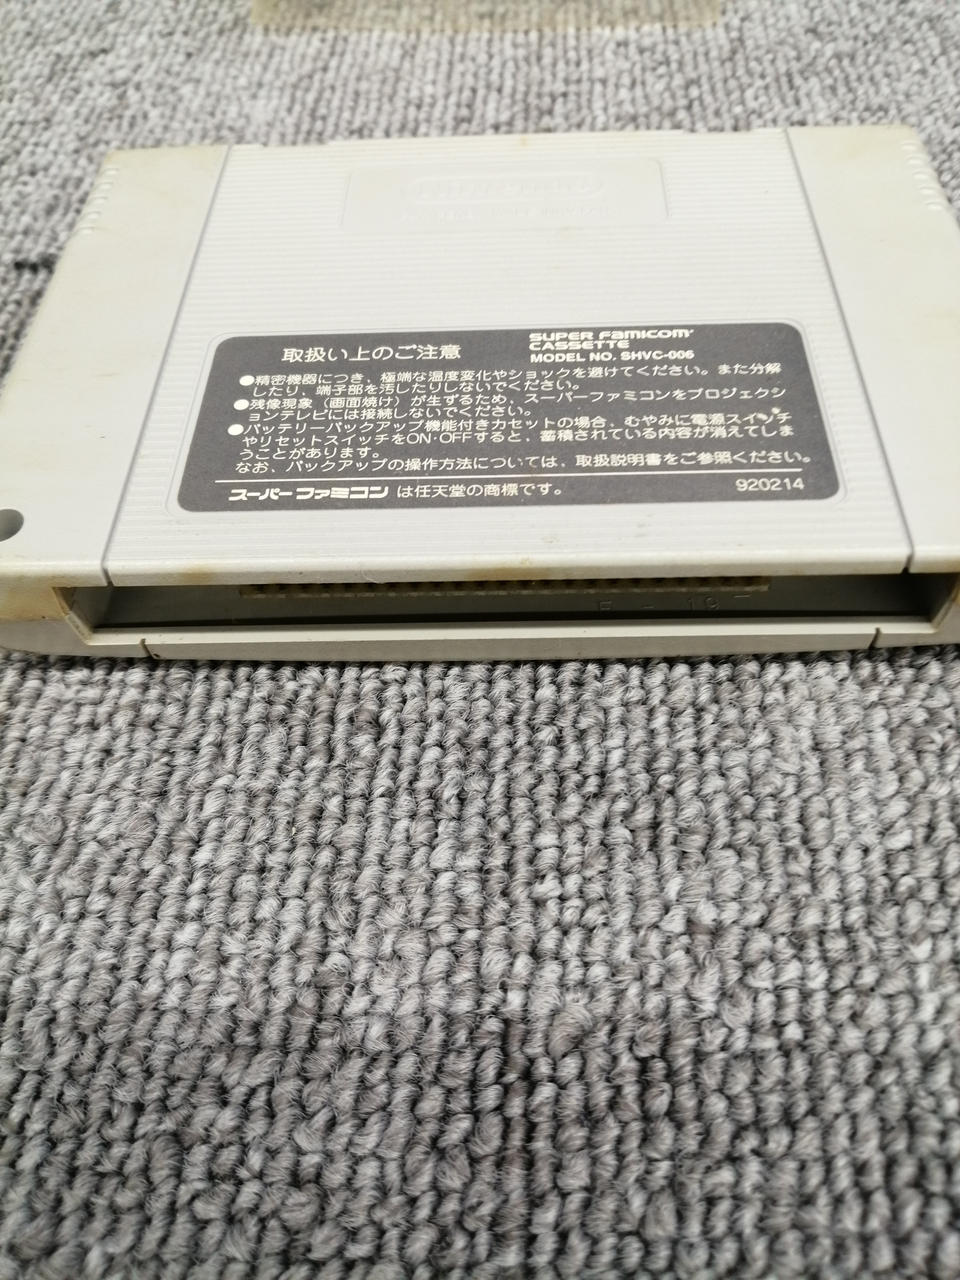 取扱い上のご注意
SUPER FAMICOM
CASSETTE
MODEL NO. SHVC-006
●精密機器につき、極端な温度変化やショックを避けてください。また分解
したり、端子部を汚したりしないでください。
●残像現象（画面焼け）が生ずるため、スーパーファミコンをプロジェクシ
ョンテレビには接続しないでください。
●バッテリーバックアップ機能付きカセットの場合、むやみに電源スイッチ
やリセットスイッチをON・OFFすると、蓄積されている内容が消えてしま
うことがあります。
なお、バックアップの操作方法については、取扱説明書をご参照ください。
スーパーファミコン は任天堂の商標です。
920214
Nintendo
E - 19